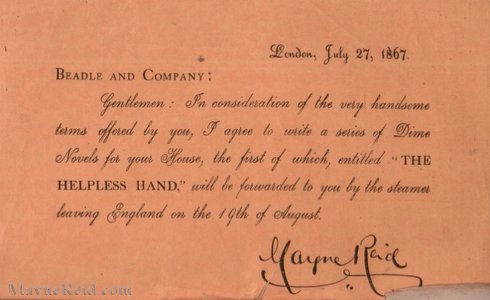 London, July 27, 1867.
BEADLE AND COMPANY:
Gentlemen: In consideration of the very handsome
terms offered by you, I agree to write a series of Dime
Novels for your House, the first of which, entitled "THE
HELPLESS HAND," will be forwarded to you by the steamer
leaving England on the 19th of August.
Mayne Reid
MayneReid.com